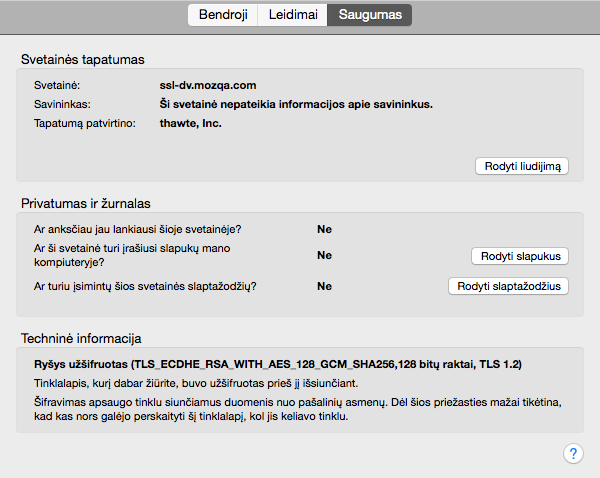 Bendroji Leidimai Saugumas
Svetainės tapatumas
Svetainė: ssl-dv.mozqa.com
Savininkas: Ši svetainė nepateikia informacijos apie savininkus.
Tapatumą patvirtino: thawte, Inc.
Rodyti liudijimą
Privatumas ir žurnalas
Ar anksčiau jau lankiausi šioje svetainėje? Ne
Ar ši svetainė turi įrašiusi slapukų mano
kompiuteryje? Ne Rodyti slapukus
Ar turiu įsimintų šios svetainės slaptažodžių? Ne Rodyti slaptažodžius
Techninė informacija
Ryšys užšifruotas (TLS_ECDHE_RSA_WITH_AES_128_GCM_SHA256,128 bitų raktai, TLS 1.2)
Tinklalapis, kurį dabar žiūrite, buvo užšifruotas prieš jį išsiunčiant.
Šifravimas apsaugo tinklu siunčiamus duomenis nuo pašalinių asmenų. Dėl šios priežasties mažai tikėtina,
kad kas nors galėjo perskaityti šį tinklalapį, kol jis keliavo tinklu.
?